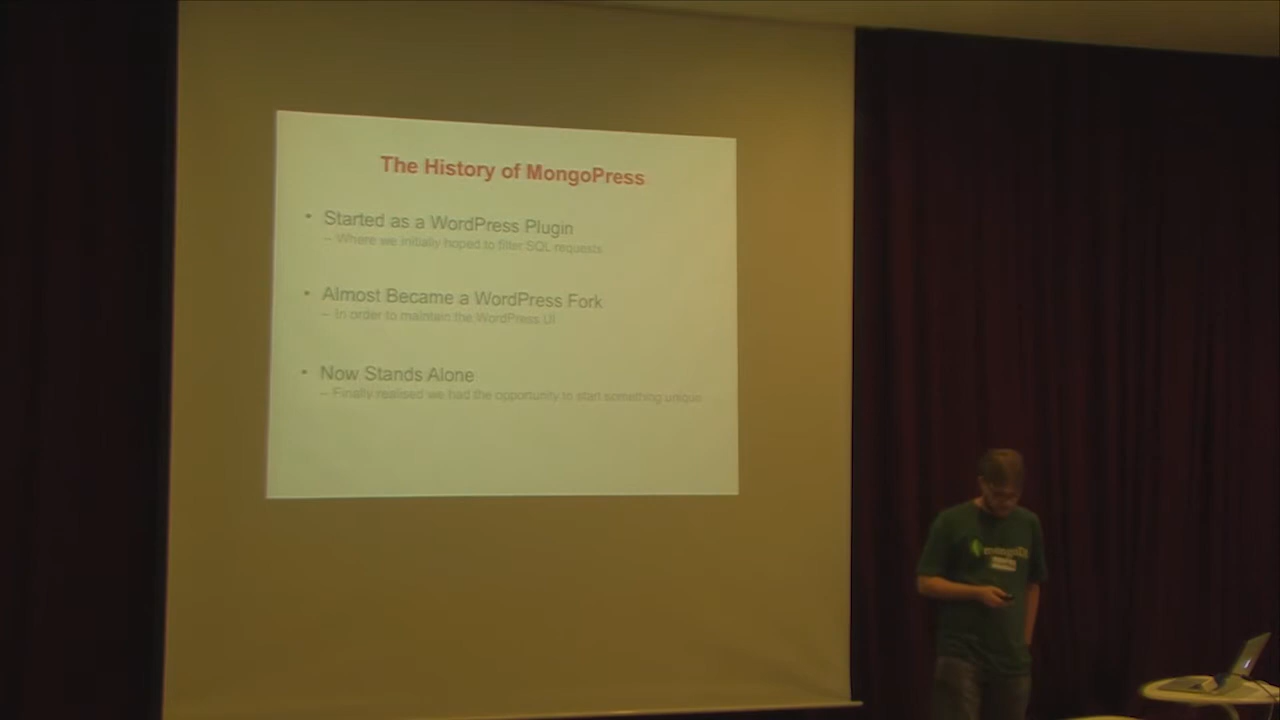 The History of MongoPress
• Started as a WordPress Plugin
– Where we initially hoped to filter SQL requests
• Almost Became a WordPress Fork
– In order to maintain the WordPress UI
• Now Stands Alone
– Finally realised we had the opportunity to start something unique
mongoDB